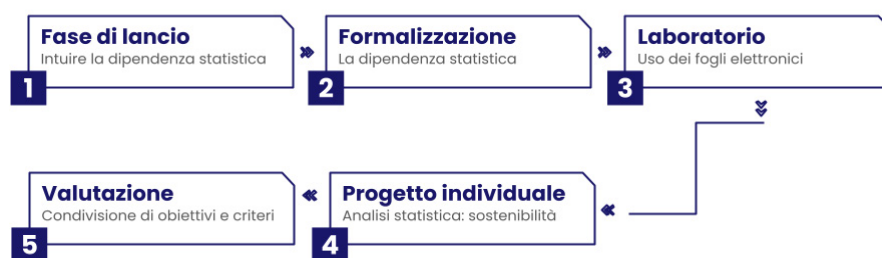 Fase di lancio
Intuire la dipendenza statistica
1
Formalizzazione
La dipendenza statistica
2
Laboratorio
Uso dei fogli elettronici
3
Progetto individuale
Analisi statistica: sostenibilità
4
Valutazione
Condivisione di obiettivi e criteri
5